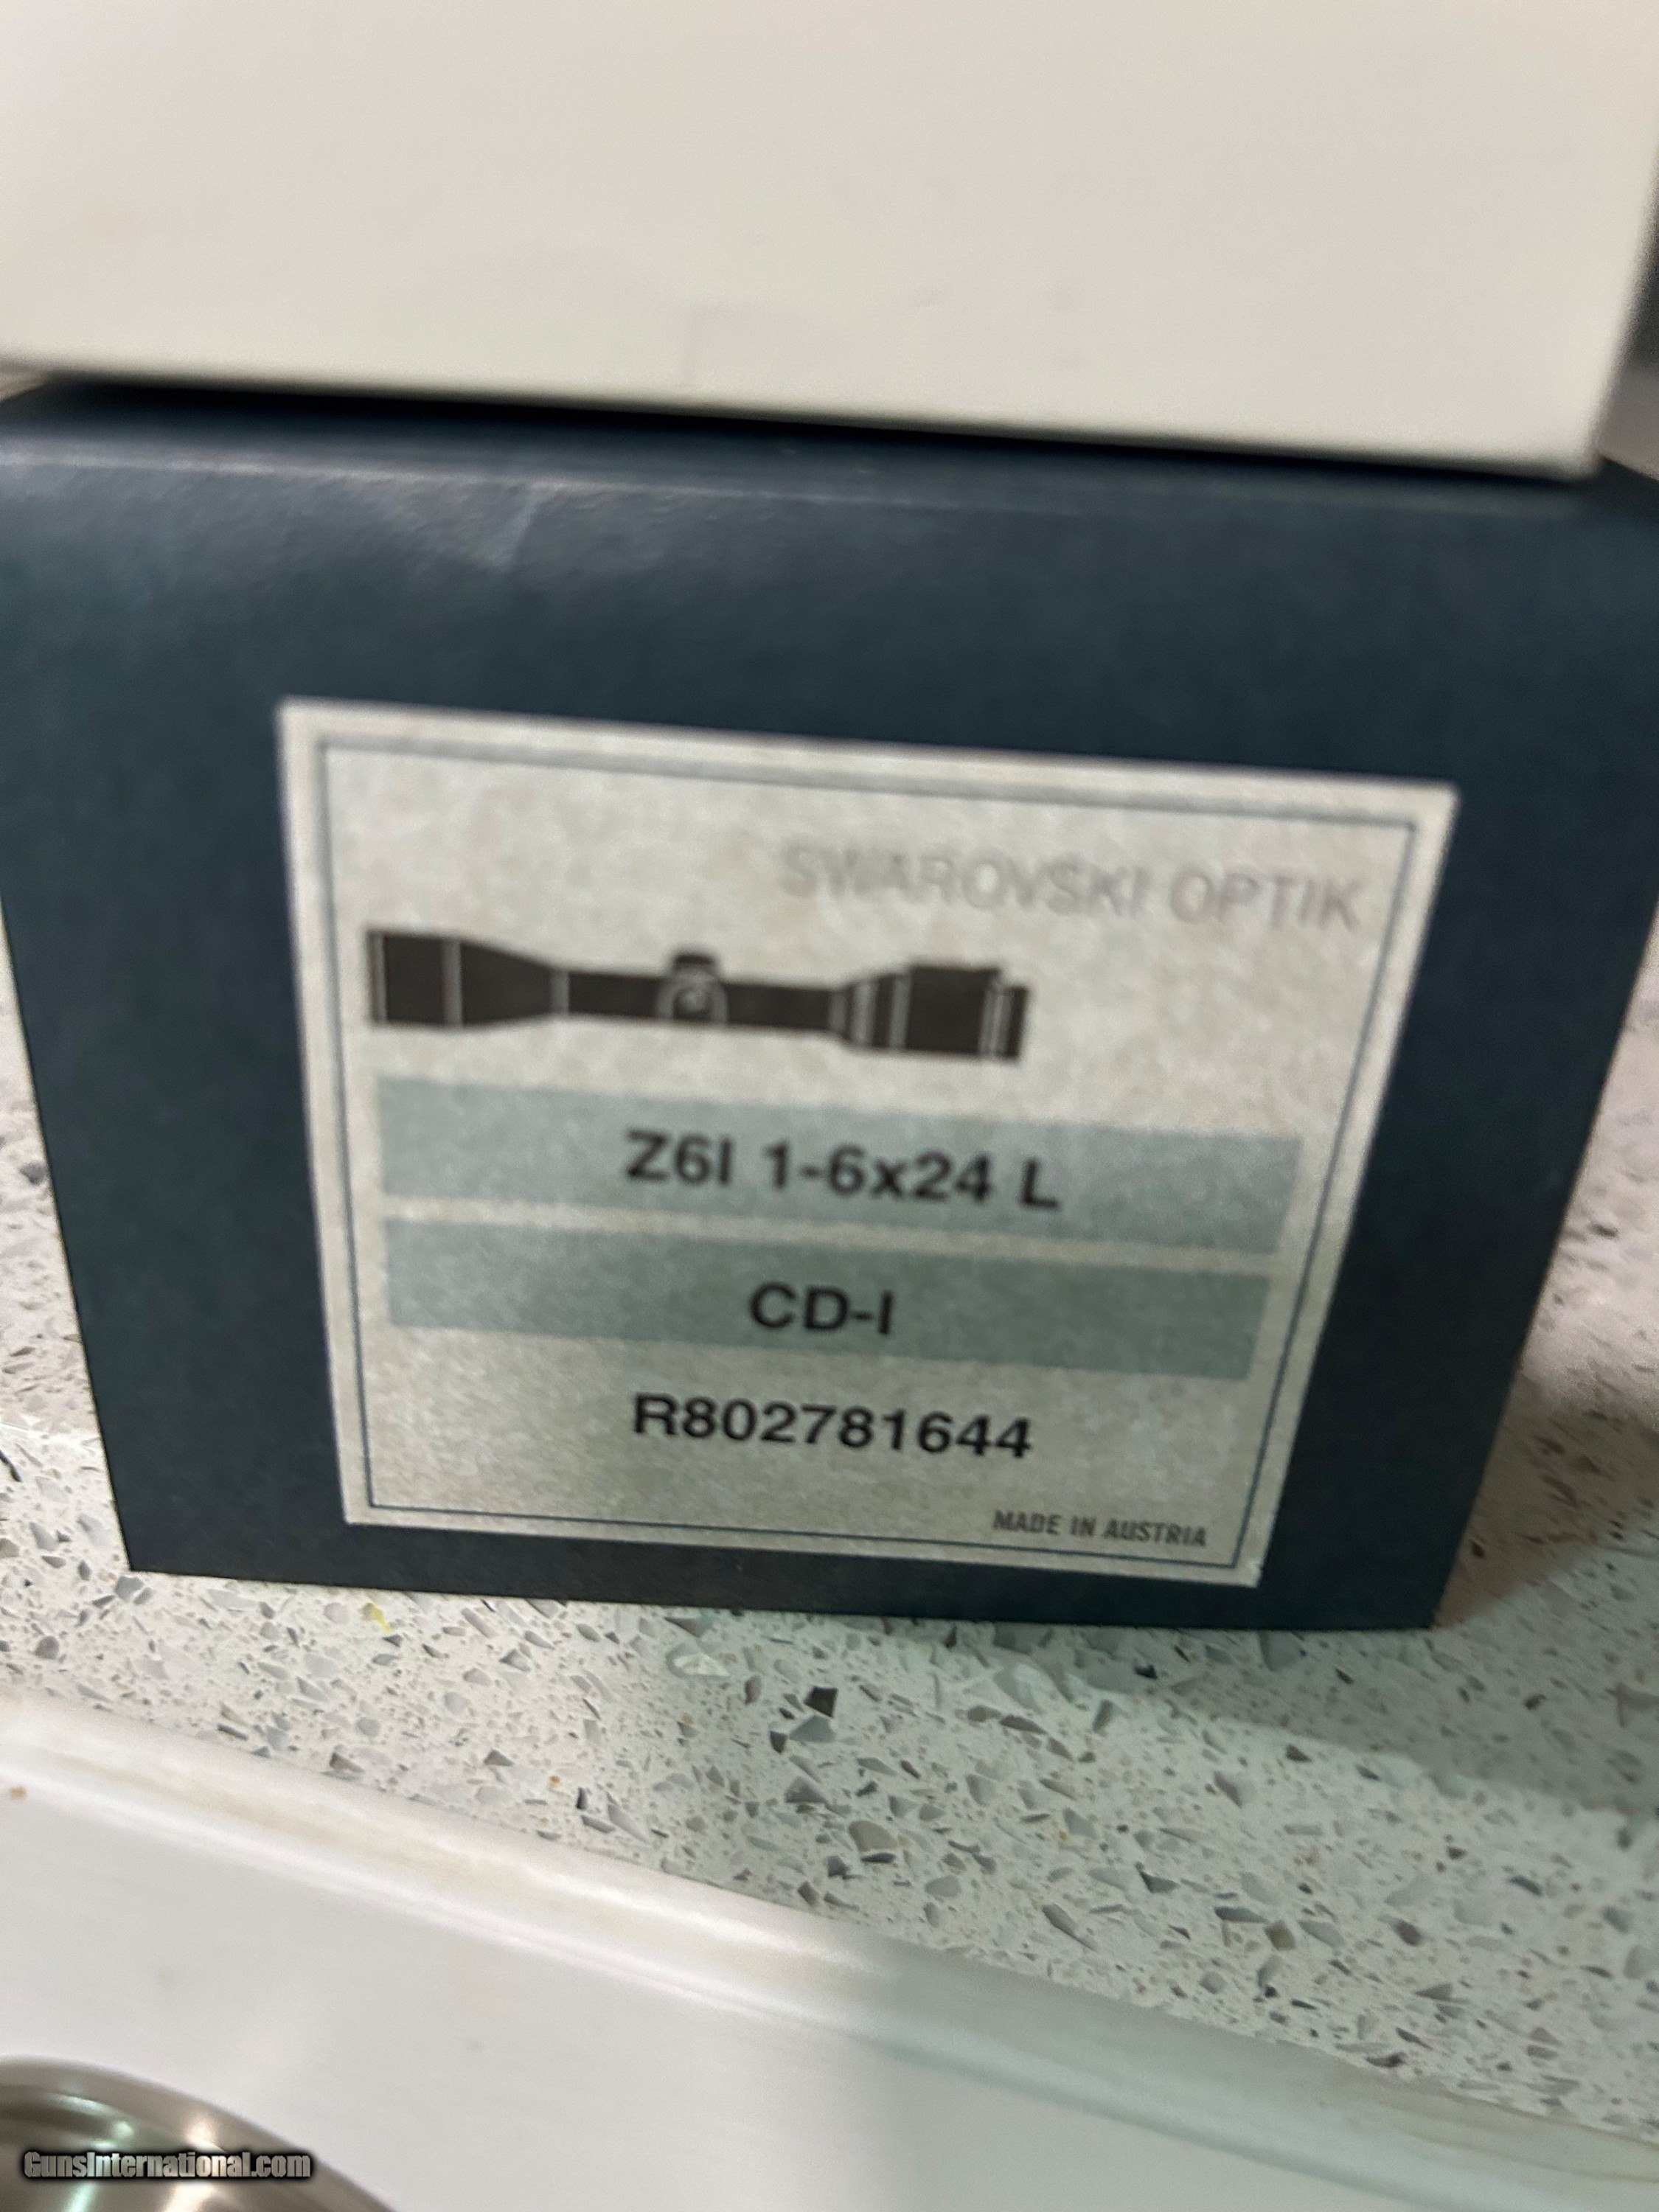 SWAROVSKI OPTIK
Z6I 1-6x24 L
CD-I
R802781644
MADE IN AUSTRIA
GunsInternational.com